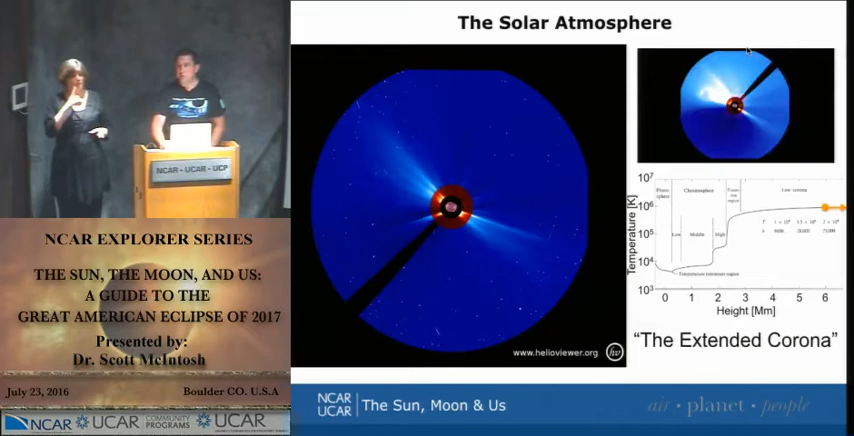 The Solar Atmosphere
NCAR - UCAR - UCP
NCAR EXPLORER SERIES
THE SUN, THE MOON, AND US:
A GUIDE TO THE
GREAT AMERICAN ECLIPSE OF 2017
Presented by:
Dr. Scott McIntosh
July 23, 2016 Boulder CO. U.S.A
NCAR UCAR COMMUNITY PROGRAMS UCAR
www.helioviewer.org
Temperature [K]
10⁷
10⁶
10⁵
10⁴
10³
Chromosphere
Low corona
Low Middle High
Temperature minimum region
0 1 2 3 4 5 6
Height [Mm]
“The Extended Corona”
NCAR
UCAR
The Sun, Moon & Us
air • planet • people